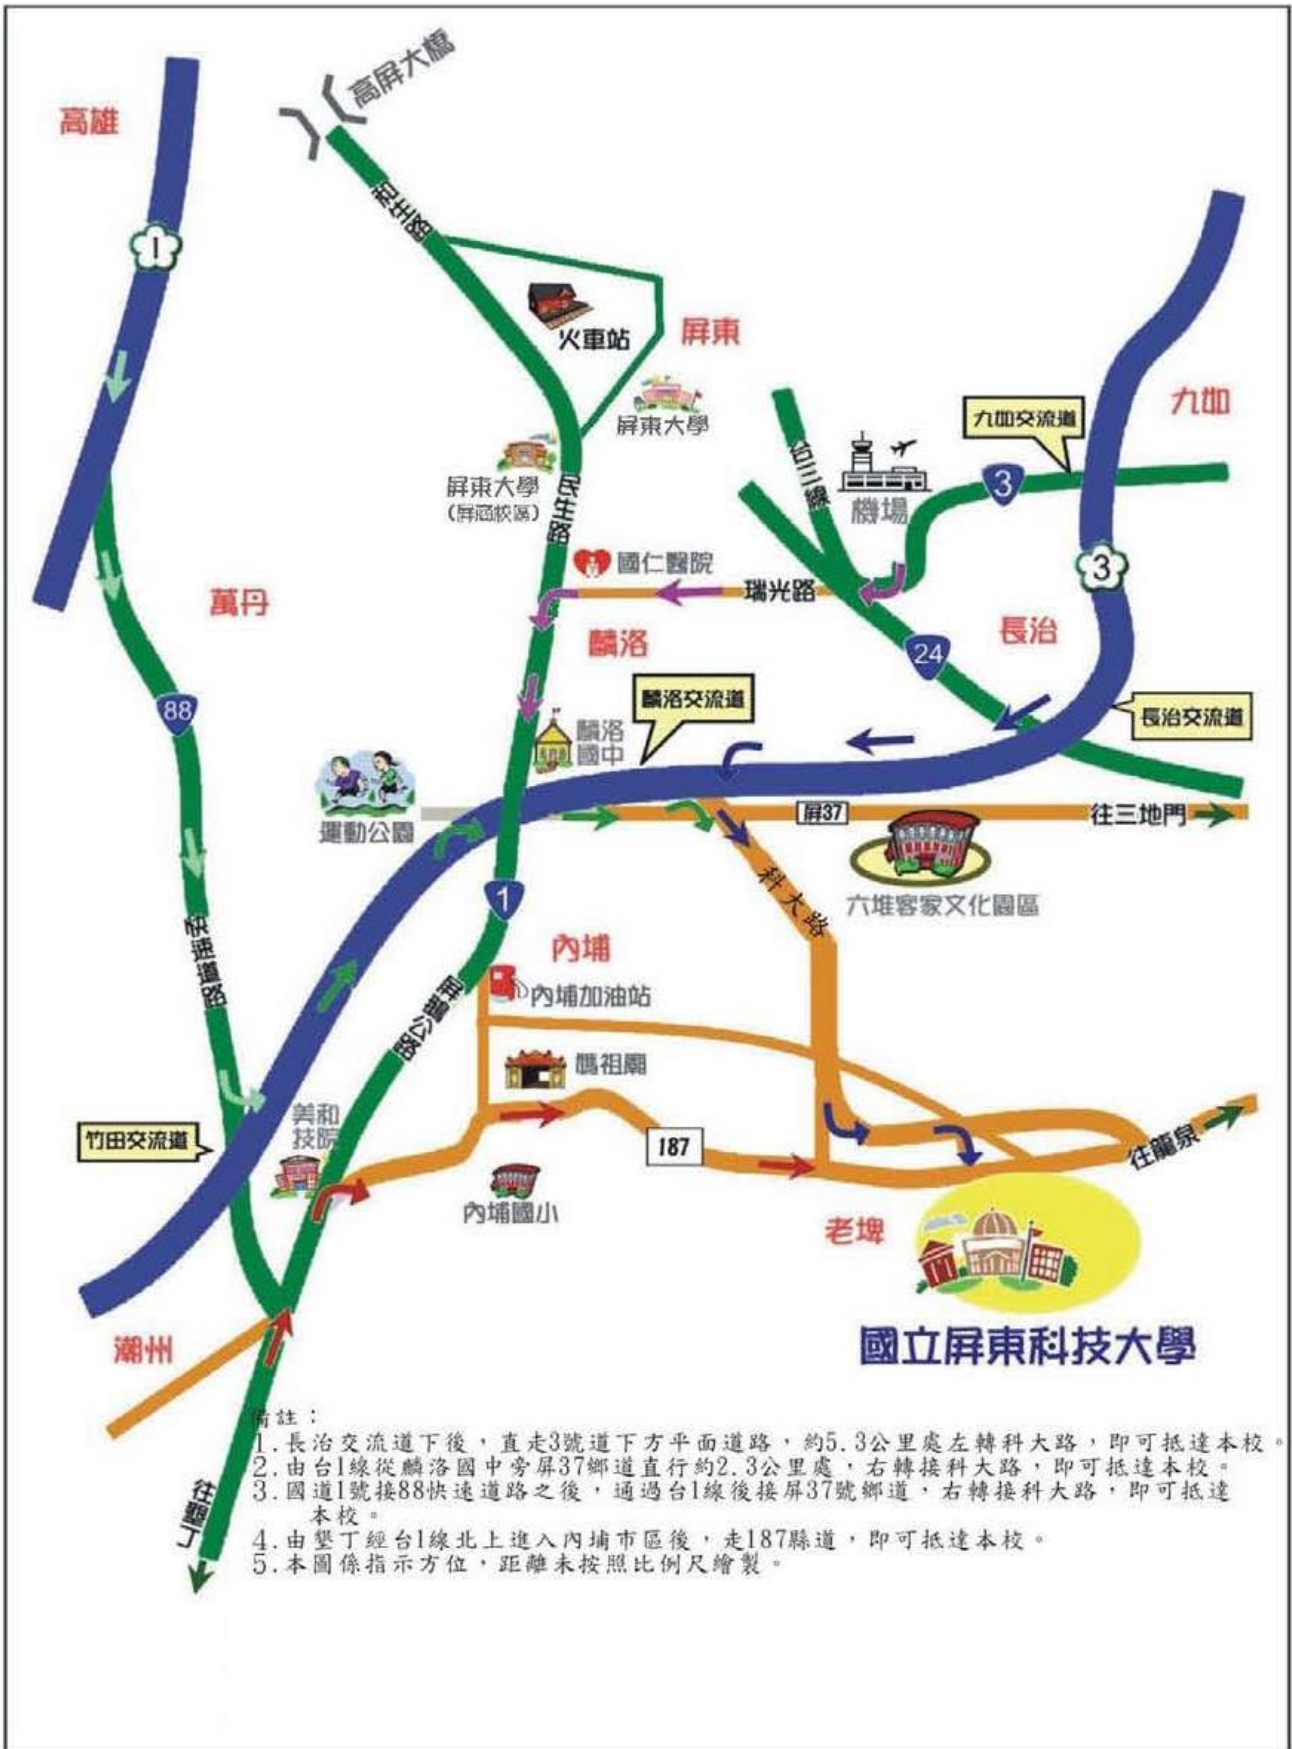 高屏大橋
高雄
1
和生路
火車站
屏東
屏東大學
九如
九如交流道
台三線
3
機場
屏東大學
(屏商校區)
民生路
3
國仁醫院
瑞光路
萬丹
麟洛
長治
24
88
麟洛交流道
長治交流道
麟洛
國中
運動公園
屏37
往三地門
科大路
六堆客家文化園區
1
快速道路
內埔
內埔加油站
屏鵝公路
媽祖廟
美和
技院
竹田交流道
187
往龍泉
內埔國小
老埤
國立屏東科技大學
潮州
往墾丁
備註：
1.長治交流道下後，直走3號道下方平面道路，約5.3公里處左轉科大路，即可抵達本校。
2.由台1線從麟洛國中旁屏37鄉道直行約2.3公里處，右轉接科大路，即可抵達本校。
3.國道1號接88快速道路之後，通過台1線後接屏37號鄉道，右轉接科大路，即可抵達
本校。
4.由墾丁經台1線北上進入內埔市區後，走187縣道，即可抵達本校。
5.本圖係指示方位，距離未按照比例尺繪製。